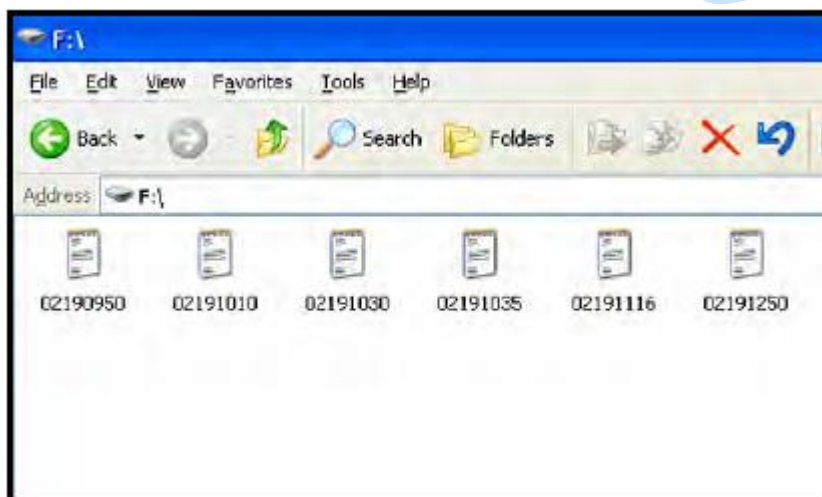 F:\
File Edit View Favorites Tools Help
Back Search Folders
Address F:\
02190950 02191010 02191030 02191035 02191116 02191250